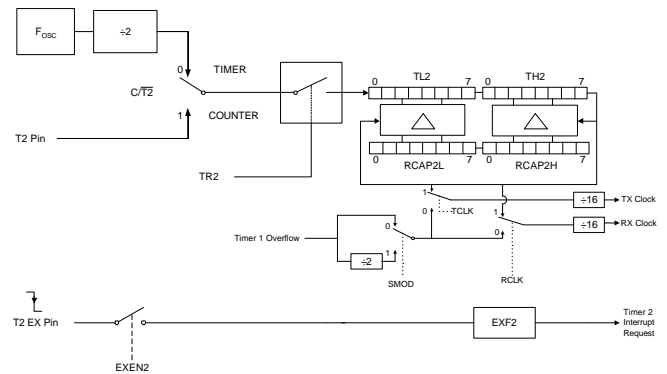 FOSC
÷2
0
TIMER
C/T2
1
COUNTER
T2 Pin
TR2
0 TL2 7
0 TH2 7
0 RCAP2L 7
0 RCAP2H 7
1
0
TCLK
÷16
TX Clock
1
0
÷16
RX Clock
RCLK
Timer 1 Overflow
0
1
÷2
SMOD
T2 EX Pin
EXEN2
EXF2
Timer 2
Interrupt
Request